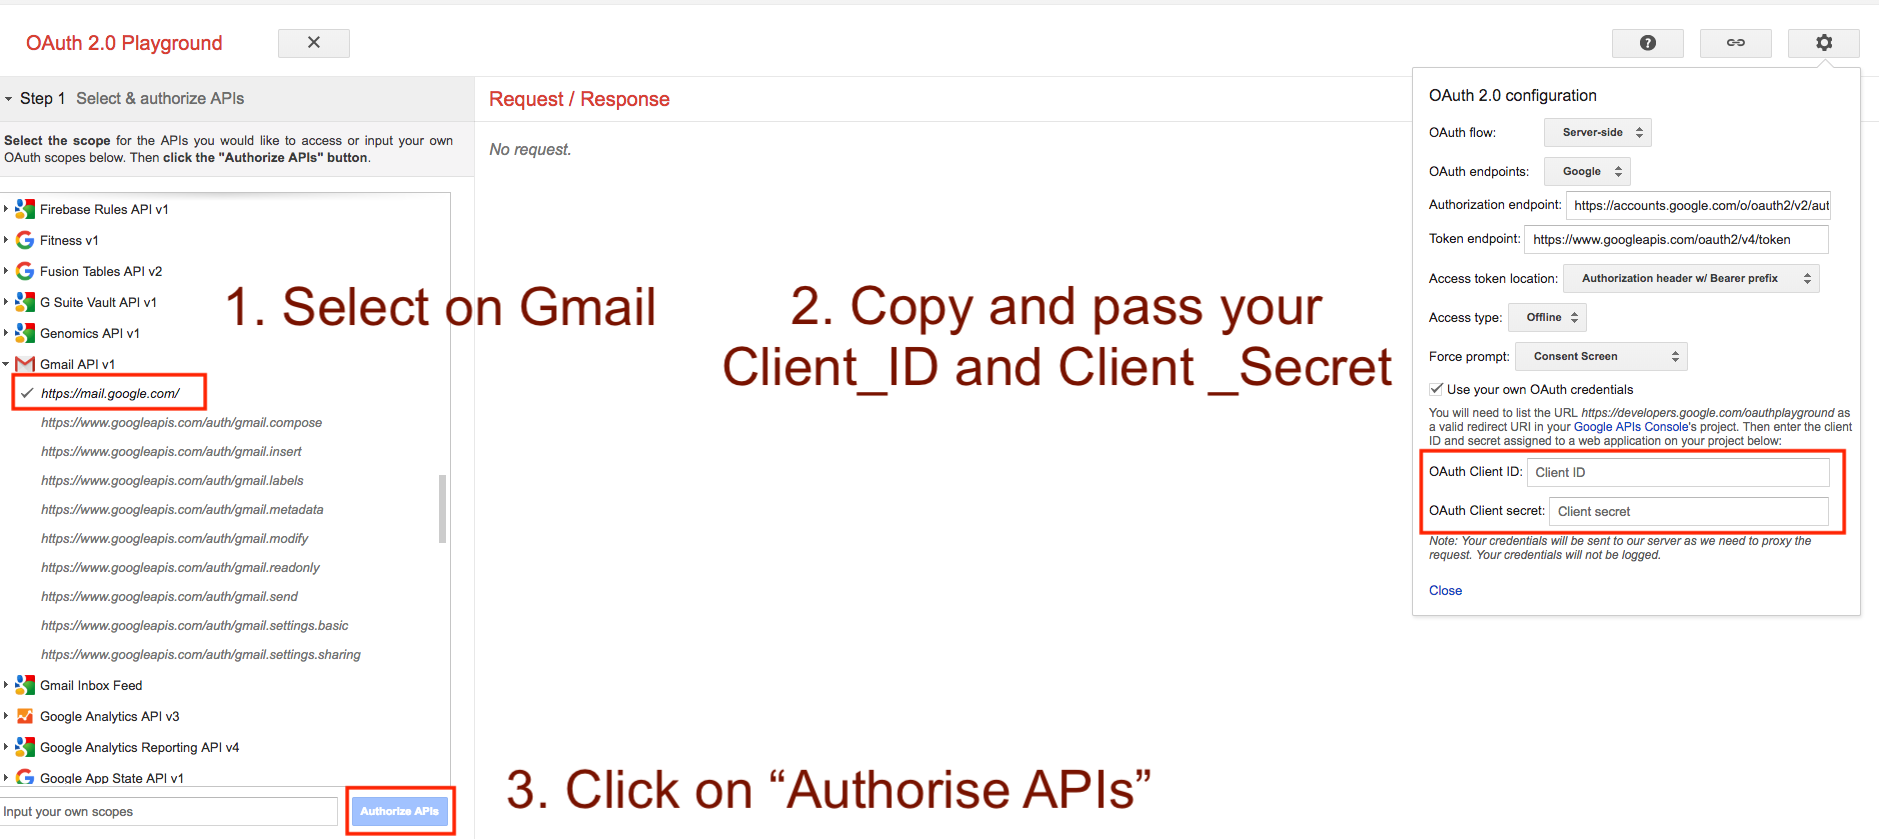 OAuth 2.0 Playground
Step 1 Select & authorize APIs
Select the scope for the APIs you would like to access or input your own
OAuth scopes below. Then click the "Authorize APIs" button.
Firebase Rules API v1
Fitness v1
Fusion Tables API v2
G Suite Vault API v1
Genomics API v1
Gmail API v1
https://mail.google.com/
https://www.googleapis.com/auth/gmail.compose
https://www.googleapis.com/auth/gmail.insert
https://www.googleapis.com/auth/gmail.labels
https://www.googleapis.com/auth/gmail.metadata
https://www.googleapis.com/auth/gmail.modify
https://www.googleapis.com/auth/gmail.readonly
https://www.googleapis.com/auth/gmail.send
https://www.googleapis.com/auth/gmail.settings.basic
https://www.googleapis.com/auth/gmail.settings.sharing
Gmail Inbox Feed
Google Analytics API v3
Google Analytics Reporting API v4
Google App State API v1
Input your own scopes
Authorize APIs
Request / Response
No request.
1. Select on Gmail
2. Copy and pass your
Client_ID and Client _Secret
3. Click on “Authorise APIs”
OAuth 2.0 configuration
OAuth flow: Server-side
OAuth endpoints: Google
Authorization endpoint: https://accounts.google.com/o/oauth2/v2/aut
Token endpoint: https://www.googleapis.com/oauth2/v4/token
Access token location: Authorization header w/ Bearer prefix
Access type: Offline
Force prompt: Consent Screen
Use your own OAuth credentials
You will need to list the URL https://developers.google.com/oauthplayground as
a valid redirect URI in your Google APIs Console's project. Then enter the client
ID and secret assigned to a web application on your project below:
OAuth Client ID: Client ID
OAuth Client secret: Client secret
Note: Your credentials will be sent to our server as we need to proxy the
request. Your credentials will not be logged.
Close